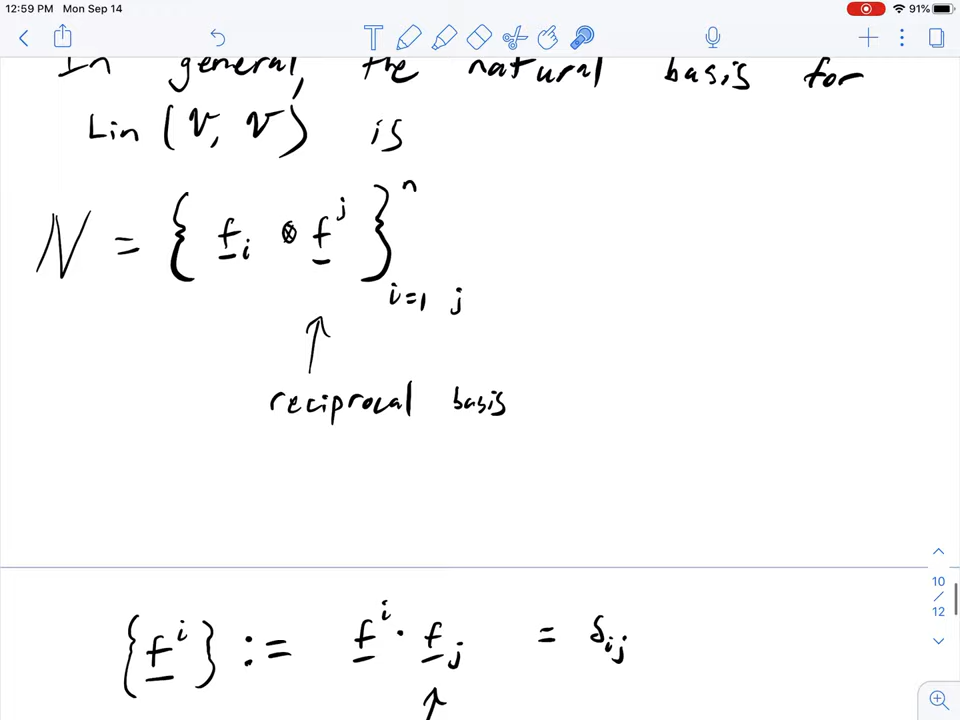 12:59 PM Mon Sep 14 91%
In general, the natural basis for
Lin (V, V) is
N = { f_i ⊗ f^j }^n_{i=1 j}
↑
reciprocal basis
10
/
12
{ f^i } := f^i · f_j = δ_ij
↑